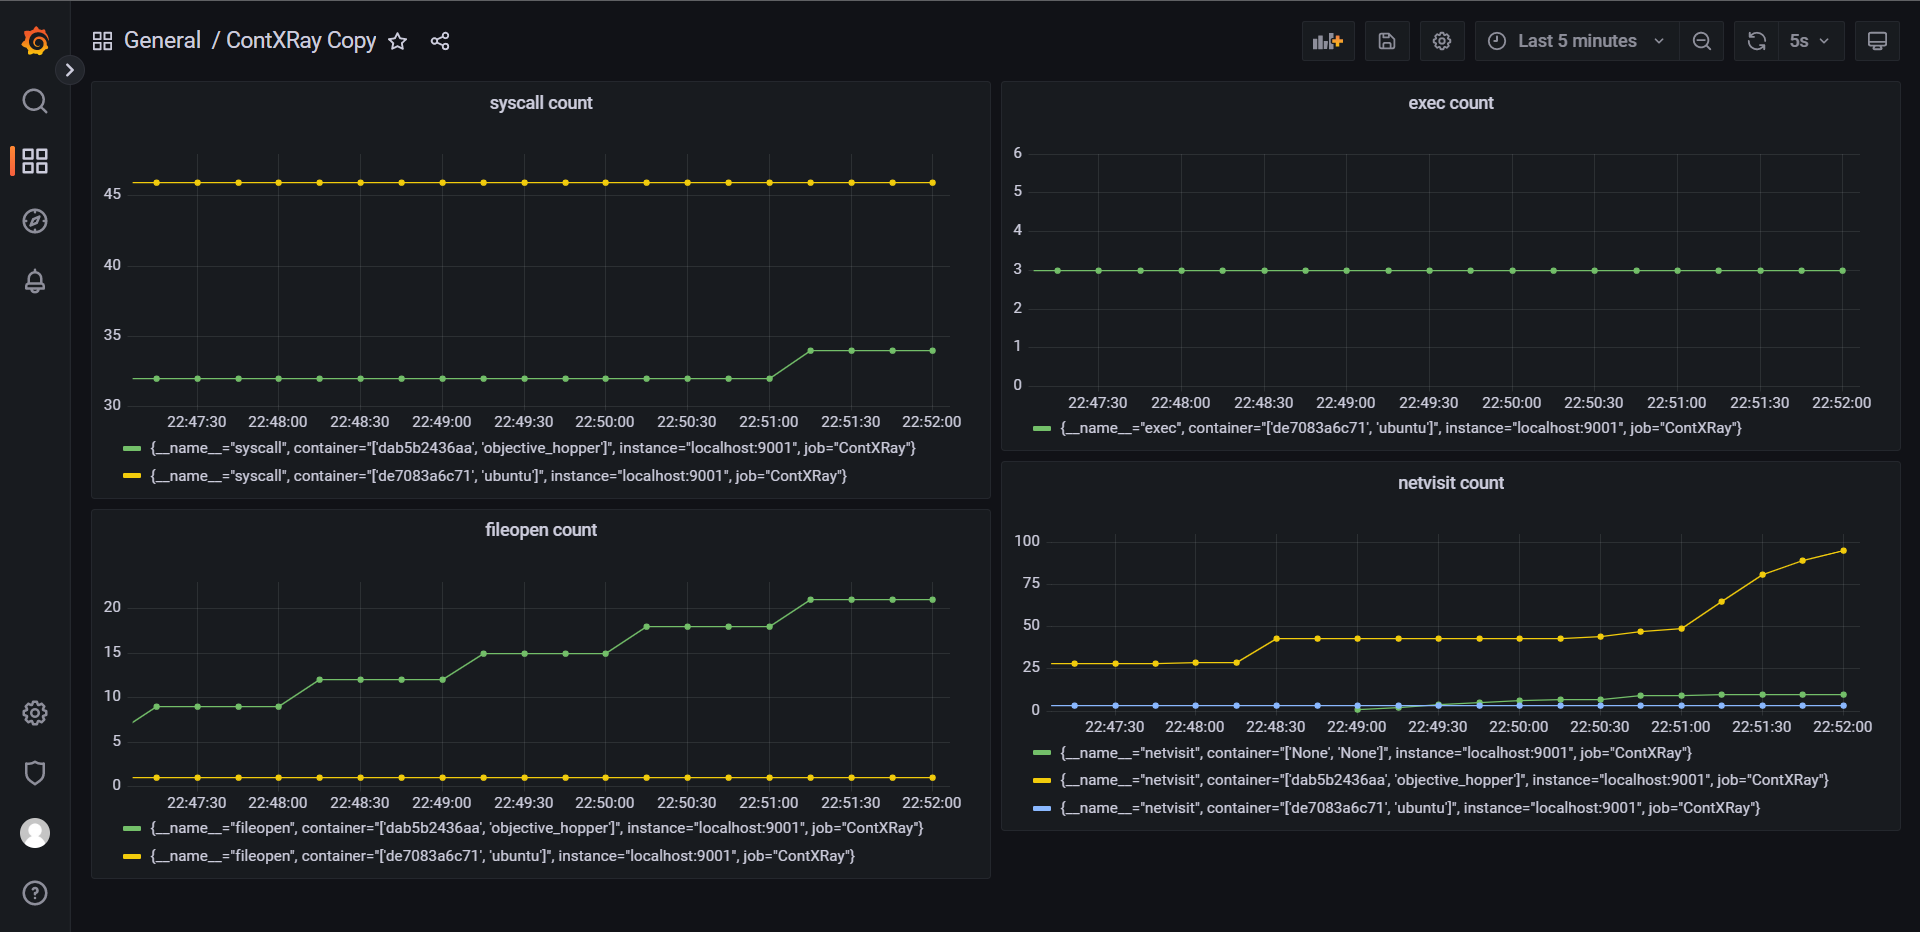 General / ContXRay Copy
Last 5 minutes
5s
syscall count
45
40
35
30
22:47:30 22:48:00 22:48:30 22:49:00 22:49:30 22:50:00 22:50:30 22:51:00 22:51:30 22:52:00
{__name__="syscall", container="['dab5b2436aa', 'objective_hopper']", instance="localhost:9001", job="ContXRay"}
{__name__="syscall", container="['de7083a6c71', 'ubuntu']", instance="localhost:9001", job="ContXRay"}
exec count
6
5
4
3
2
1
0
22:47:30 22:48:00 22:48:30 22:49:00 22:49:30 22:50:00 22:50:30 22:51:00 22:51:30 22:52:00
{__name__="exec", container="['de7083a6c71', 'ubuntu']", instance="localhost:9001", job="ContXRay"}
fileopen count
20
15
10
5
0
22:47:30 22:48:00 22:48:30 22:49:00 22:49:30 22:50:00 22:50:30 22:51:00 22:51:30 22:52:00
{__name__="fileopen", container="['dab5b2436aa', 'objective_hopper']", instance="localhost:9001", job="ContXRay"}
{__name__="fileopen", container="['de7083a6c71', 'ubuntu']", instance="localhost:9001", job="ContXRay"}
netvisit count
100
75
50
25
0
22:47:30 22:48:00 22:48:30 22:49:00 22:49:30 22:50:00 22:50:30 22:51:00 22:51:30 22:52:00
{__name__="netvisit", container="['None', 'None']", instance="localhost:9001", job="ContXRay"}
{__name__="netvisit", container="['dab5b2436aa', 'objective_hopper']", instance="localhost:9001", job="ContXRay"}
{__name__="netvisit", container="['de7083a6c71', 'ubuntu']", instance="localhost:9001", job="ContXRay"}